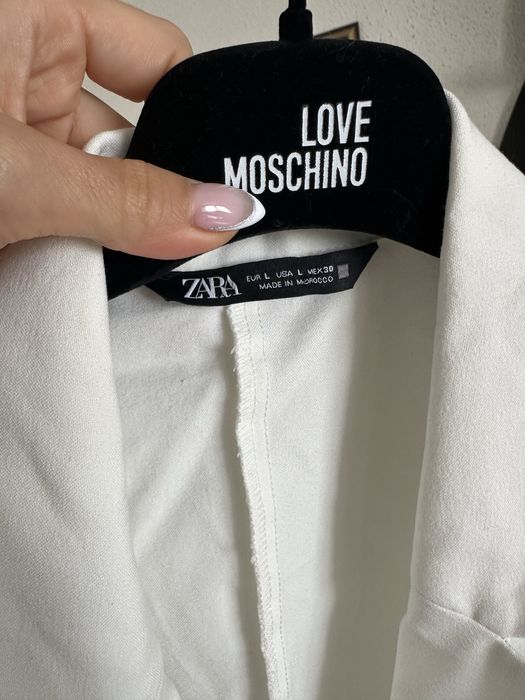 LOVE
MOSCHINO
ZARA
EUR L USA L MEX 30
MADE IN MOROCCO